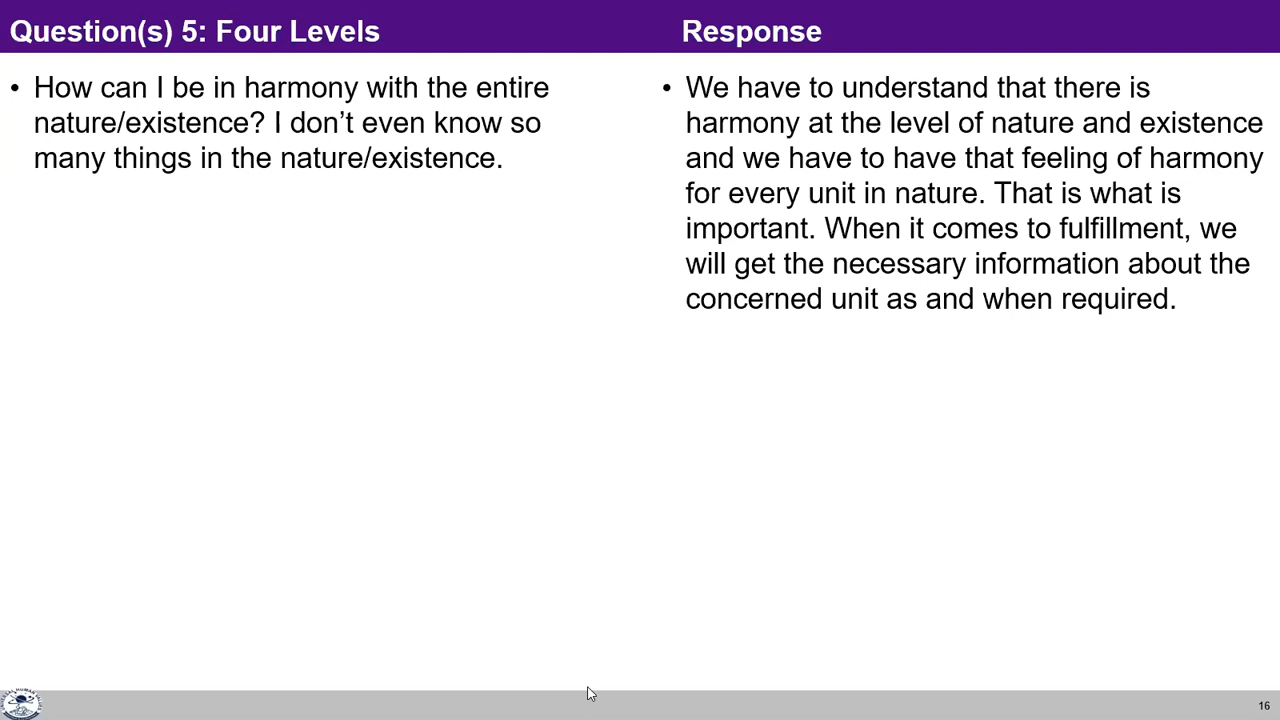 Question(s) 5: Four Levels
Response
• How can I be in harmony with the entire
nature/existence? I don’t even know so
many things in the nature/existence.
• We have to understand that there is
harmony at the level of nature and existence
and we have to have that feeling of harmony
for every unit in nature. That is what is
important. When it comes to fulfillment, we
will get the necessary information about the
concerned unit as and when required.
16